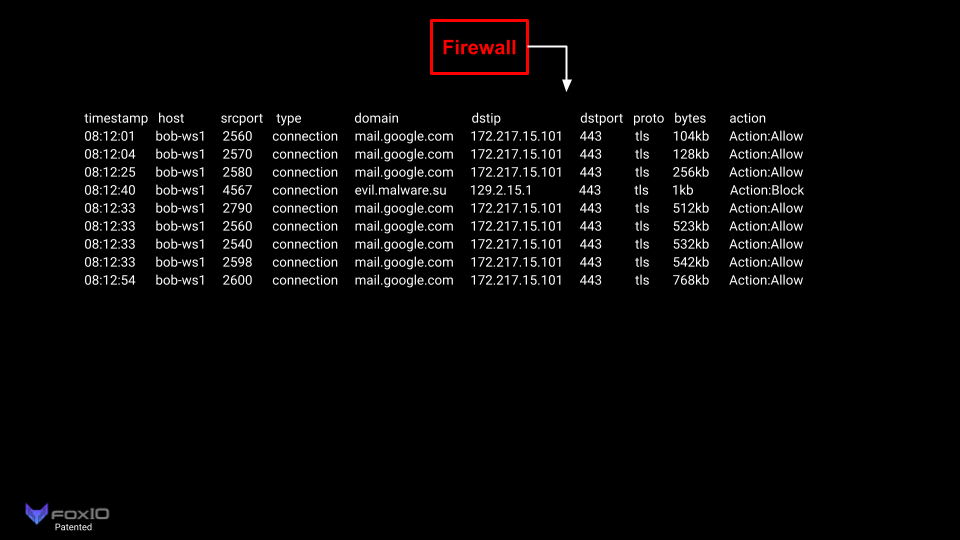 Firewall
timestamp host srcport type domain dstip dstport proto bytes action
08:12:01 bob-ws1 2560 connection mail.google.com 172.217.15.101 443 tls 104kb Action:Allow
08:12:04 bob-ws1 2570 connection mail.google.com 172.217.15.101 443 tls 128kb Action:Allow
08:12:25 bob-ws1 2580 connection mail.google.com 172.217.15.101 443 tls 256kb Action:Allow
08:12:40 bob-ws1 4567 connection evil.malware.su 129.2.15.1 443 tls 1kb Action:Block
08:12:33 bob-ws1 2790 connection mail.google.com 172.217.15.101 443 tls 512kb Action:Allow
08:12:33 bob-ws1 2560 connection mail.google.com 172.217.15.101 443 tls 523kb Action:Allow
08:12:33 bob-ws1 2540 connection mail.google.com 172.217.15.101 443 tls 532kb Action:Allow
08:12:33 bob-ws1 2598 connection mail.google.com 172.217.15.101 443 tls 542kb Action:Allow
08:12:54 bob-ws1 2600 connection mail.google.com 172.217.15.101 443 tls 768kb Action:Allow
FOXIO
Patented